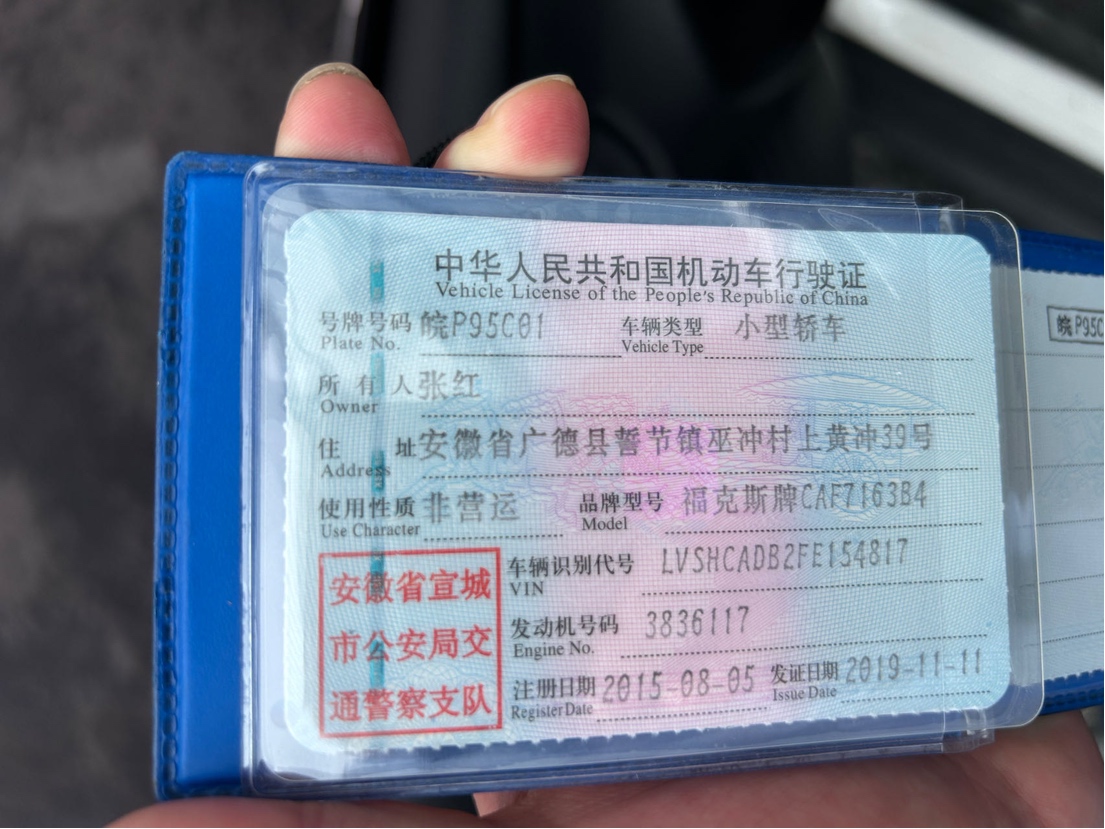 中华人民共和国机动车行驶证
Vehicle License of the People's Republic of China
号牌号码 皖P95C01 车辆类型 小型轿车
Plate No. Vehicle Type
所有人 张红
Owner
住址 安徽省广德县誓节镇巫冲村上黄冲39号
Address
使用性质 非营运 品牌型号 福克斯牌CAF7163B4
Use Character Model
车辆识别代号 LVSHCADB2FE154817
VIN
发动机号码 3836117
Engine No.
注册日期 2015-08-05 发证日期 2019-11-11
Register Date Issue Date
安徽省宣城
市公安局交
通警察支队
皖P95C